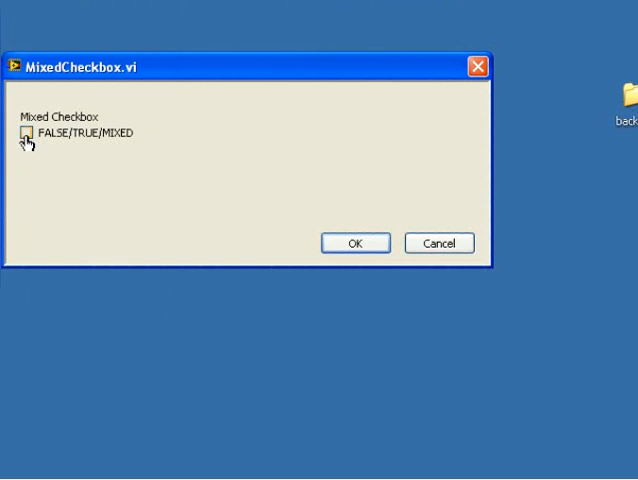 MixedCheckbox.vi
Mixed Checkbox
FALSE/TRUE/MIXED
OK
Cancel
back